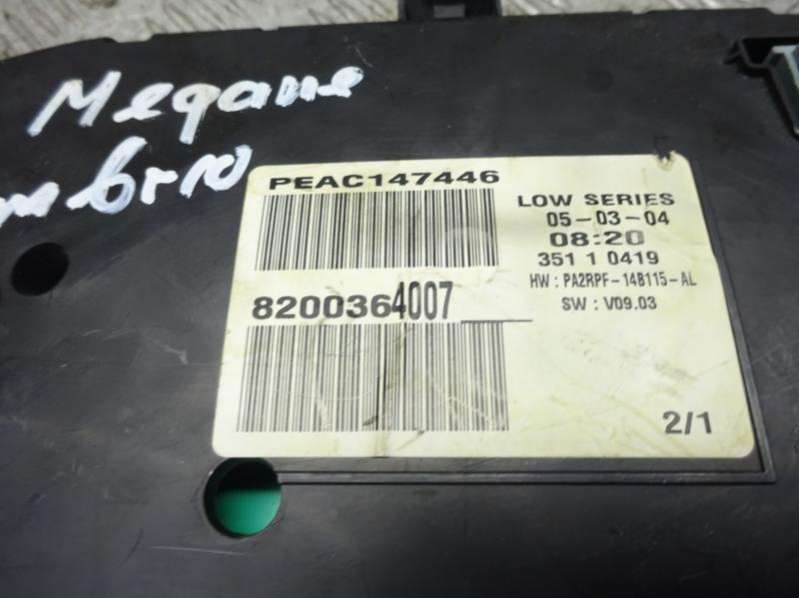 Megane
PEAC147446
LOW SERIES
05-03-04
08:20
351 1 0419
HW : PA2RPF-14B115-AL
SW : V09.03
8200364007
2/1